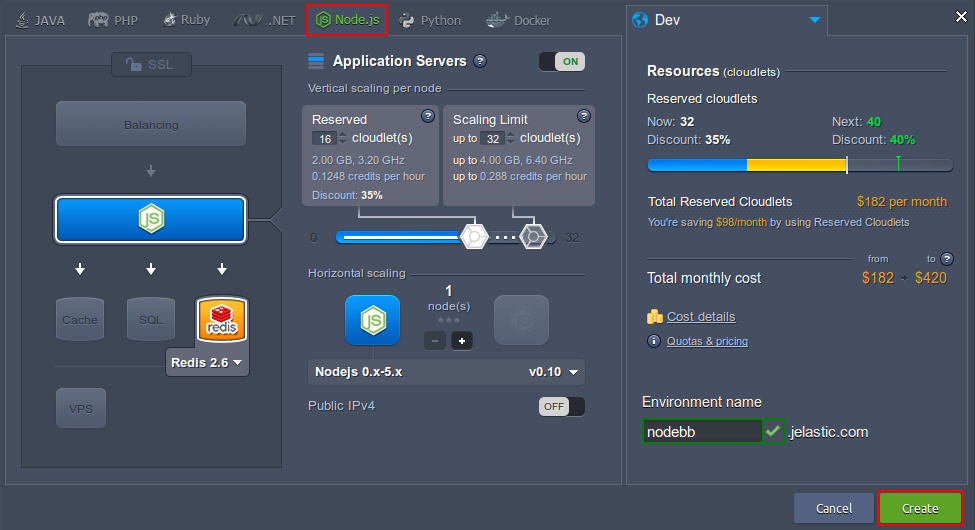 JAVA PHP Ruby .NET Node.js Python Docker
SSL
Balancing
JS
Cache
SQL
redis
Redis 2.6
VPS
Application Servers ?
ON
Vertical scaling per node
Reserved ?
16 cloudlet(s)
2.00 GB, 3.20 GHz
0.1248 credits per hour
Discount: 35%
Scaling Limit ?
up to 32 cloudlet(s)
up to 4.00 GB, 6.40 GHz
up to 0.288 credits per hour
0
32
Horizontal scaling
JS
1
node(s)
- +
JS
Nodejs 0.x-5.x v0.10
Public IPv4
OFF
Dev
Resources (cloudlets)
Reserved cloudlets
Now: 32 Next: 40
Discount: 35% Discount: 40%
Total Reserved Cloudlets $182 per month
You're saving $98/month by using Reserved Cloudlets
from to ?
Total monthly cost $182 - $420
Cost details
i Quotas & pricing
Environment name
nodebb .jelastic.com
Cancel Create